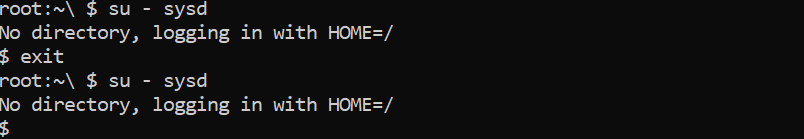 root:~\ $ su - sysd
No directory, logging in with HOME=/
$ exit
root:~\ $ su - sysd
No directory, logging in with HOME=/
$